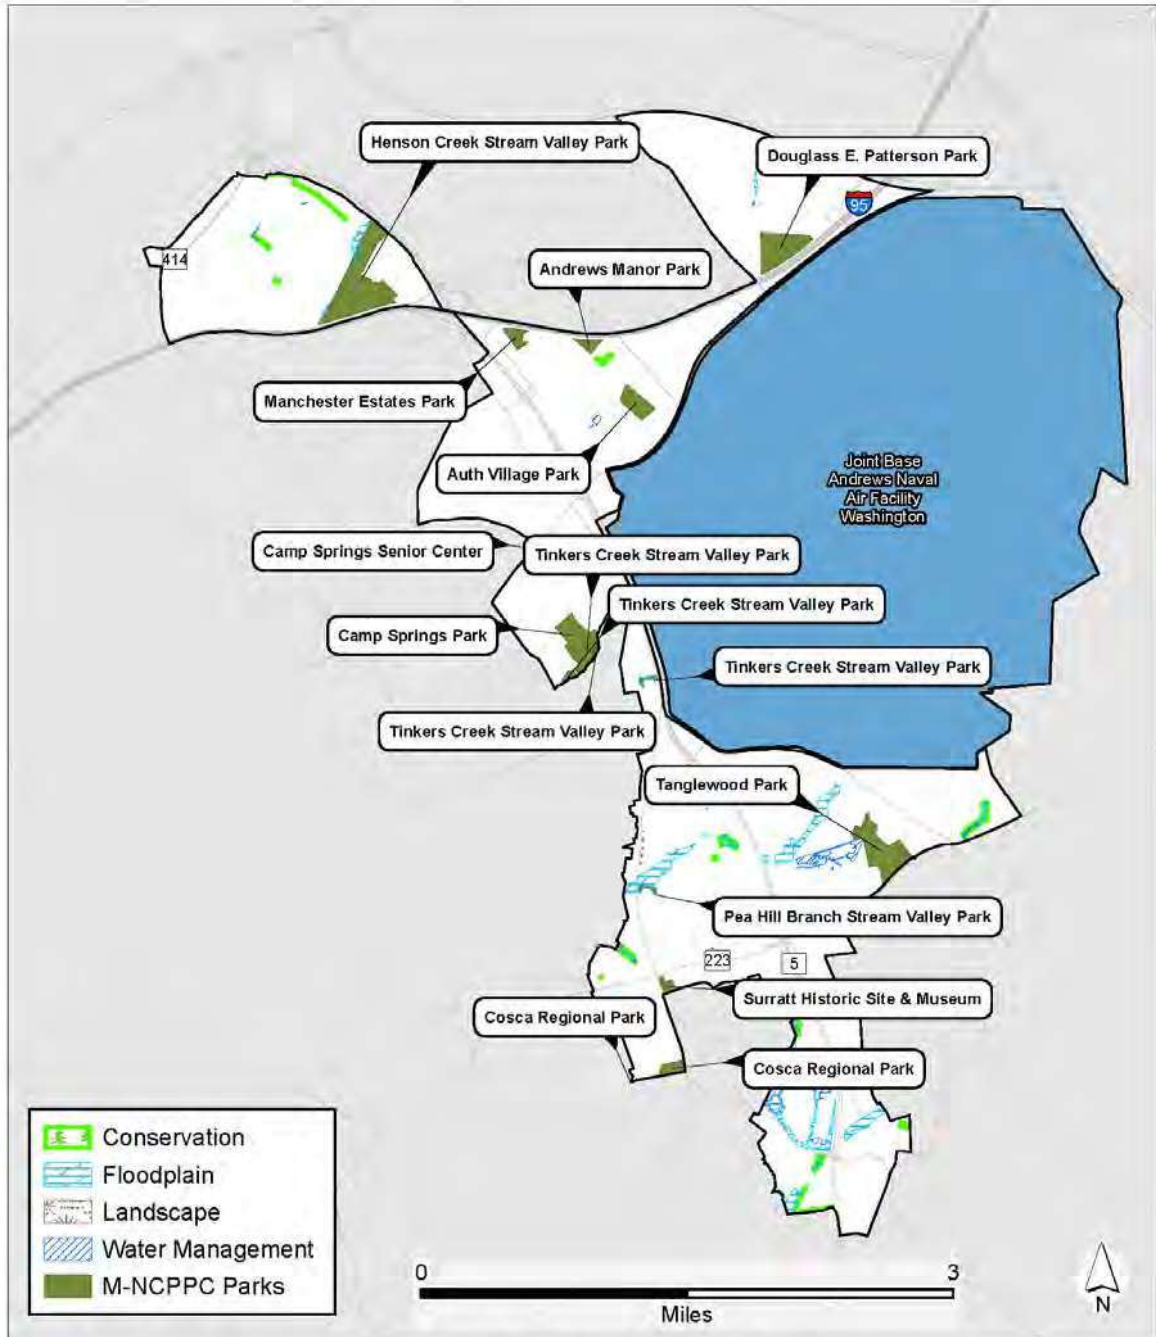 Henson Creek Stream Valley Park
Douglass E. Patterson Park
95
414
Andrews Manor Park
Manchester Estates Park
Auth Village Park
Joint Base
Andrews Naval
Air Facility
Washington
Camp Springs Senior Center
Tinkers Creek Stream Valley Park
Tinkers Creek Stream Valley Park
Camp Springs Park
Tinkers Creek Stream Valley Park
Tinkers Creek Stream Valley Park
Tanglewood Park
Pea Hill Branch Stream Valley Park
223
5
Surratt Historic Site & Museum
Cosca Regional Park
Cosca Regional Park
Conservation
Floodplain
Landscape
Water Management
M-NCPPC Parks
0
3
Miles
N